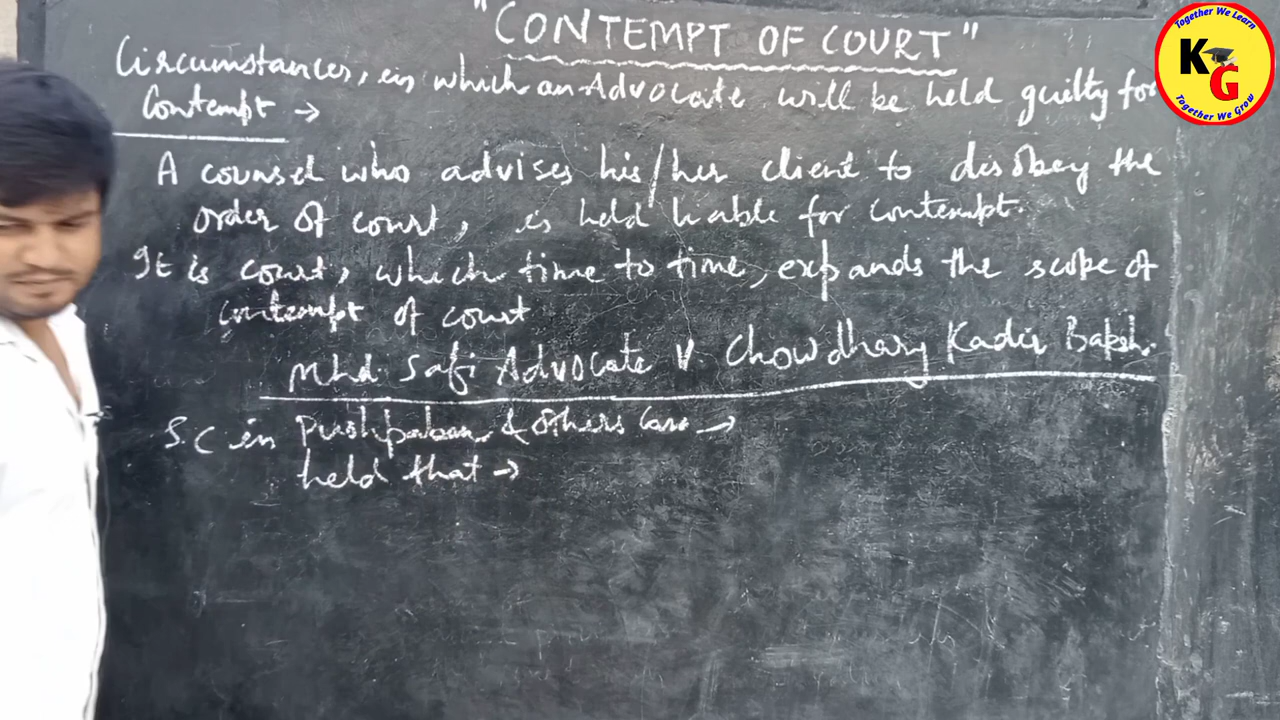 "CONTEMPT OF COURT"
Circumstances, in which an Advocate will be held guilty for
Contempt →
A counsel who advises his/her client to disobey the
order of court, is held liable for contempt.
It is court, which time to time, expands the scope of
contempt of court
Mhd. Safi Advocate V. Chowdhary Kadir Baksh.
S.C in Pushpaban & Others Case →
held that →
Together We Learn
KG
Together We Grow